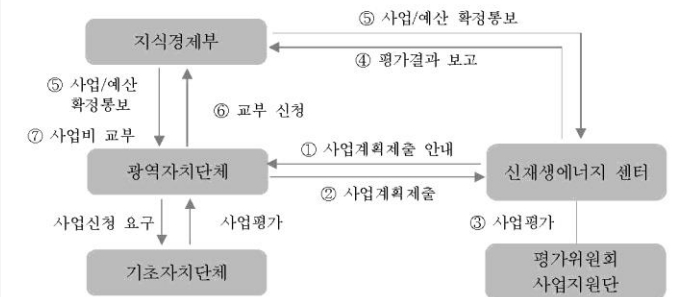 ⑤ 사업/예산 확정통보
지식경제부
④ 평가결과 보고
⑤ 사업/예산
확정통보
⑥ 교부 신청
⑦ 사업비 교부
① 사업계획제출 안내
광역자치단체
신재생에너지 센터
② 사업계획제출
사업신청 요구
사업평가
③ 사업평가
기초자치단체
평가위원회
사업지원단